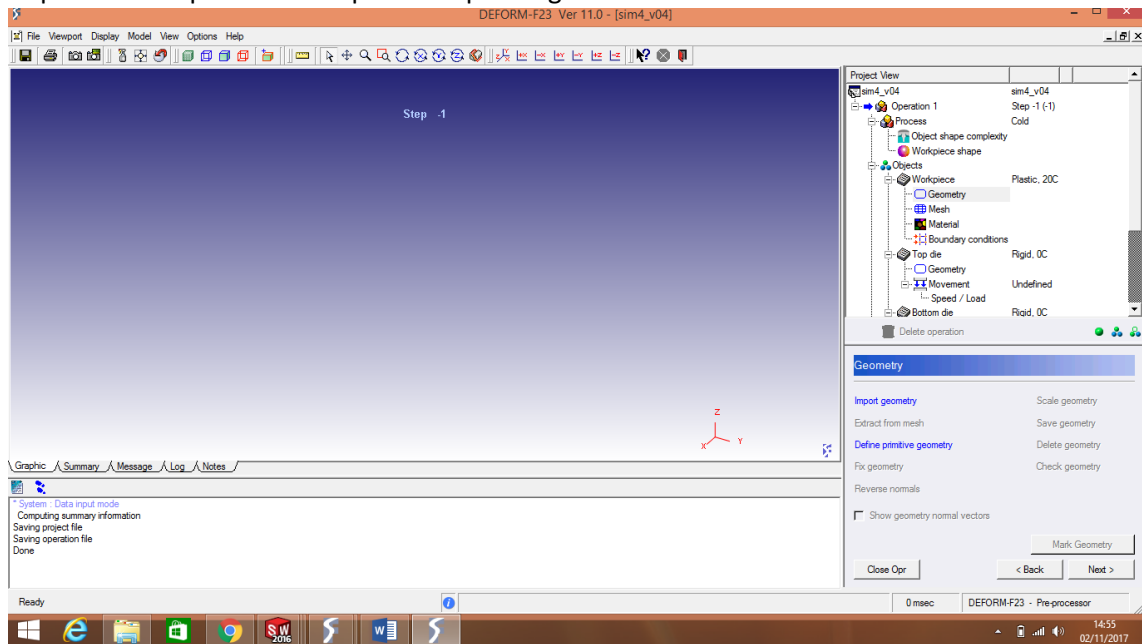 DEFORM-F23 Ver 11.0 - [sim4_v04]
File Viewport Display Model View Options Help
Step -1
Z
X Y
Graphic Summary Message Log Notes
* System : Data input mode
Computing summary information
Saving project file
Saving operation file
Done
Project View
sim4_v04 sim4_v04
Operation 1 Step -1 (-1)
Process Cold
Object shape complexity
Workpiece shape
Objects
Workpiece Plastic, 20C
Geometry
Mesh
Material
Boundary conditions
Top die Rigid, 0C
Geometry
Movement Undefined
Speed / Load
Bottom die Rigid, 0C
Delete operation
Geometry
Import geometry Scale geometry
Extract from mesh Save geometry
Define primitive geometry Delete geometry
Fix geometry Check geometry
Reverse normals
Show geometry normal vectors
Mark Geometry
Close Opr < Back Next >
Ready 0 msec DEFORM-F23 - Pre-processor
SW
2016
W
14:55
02/11/2017